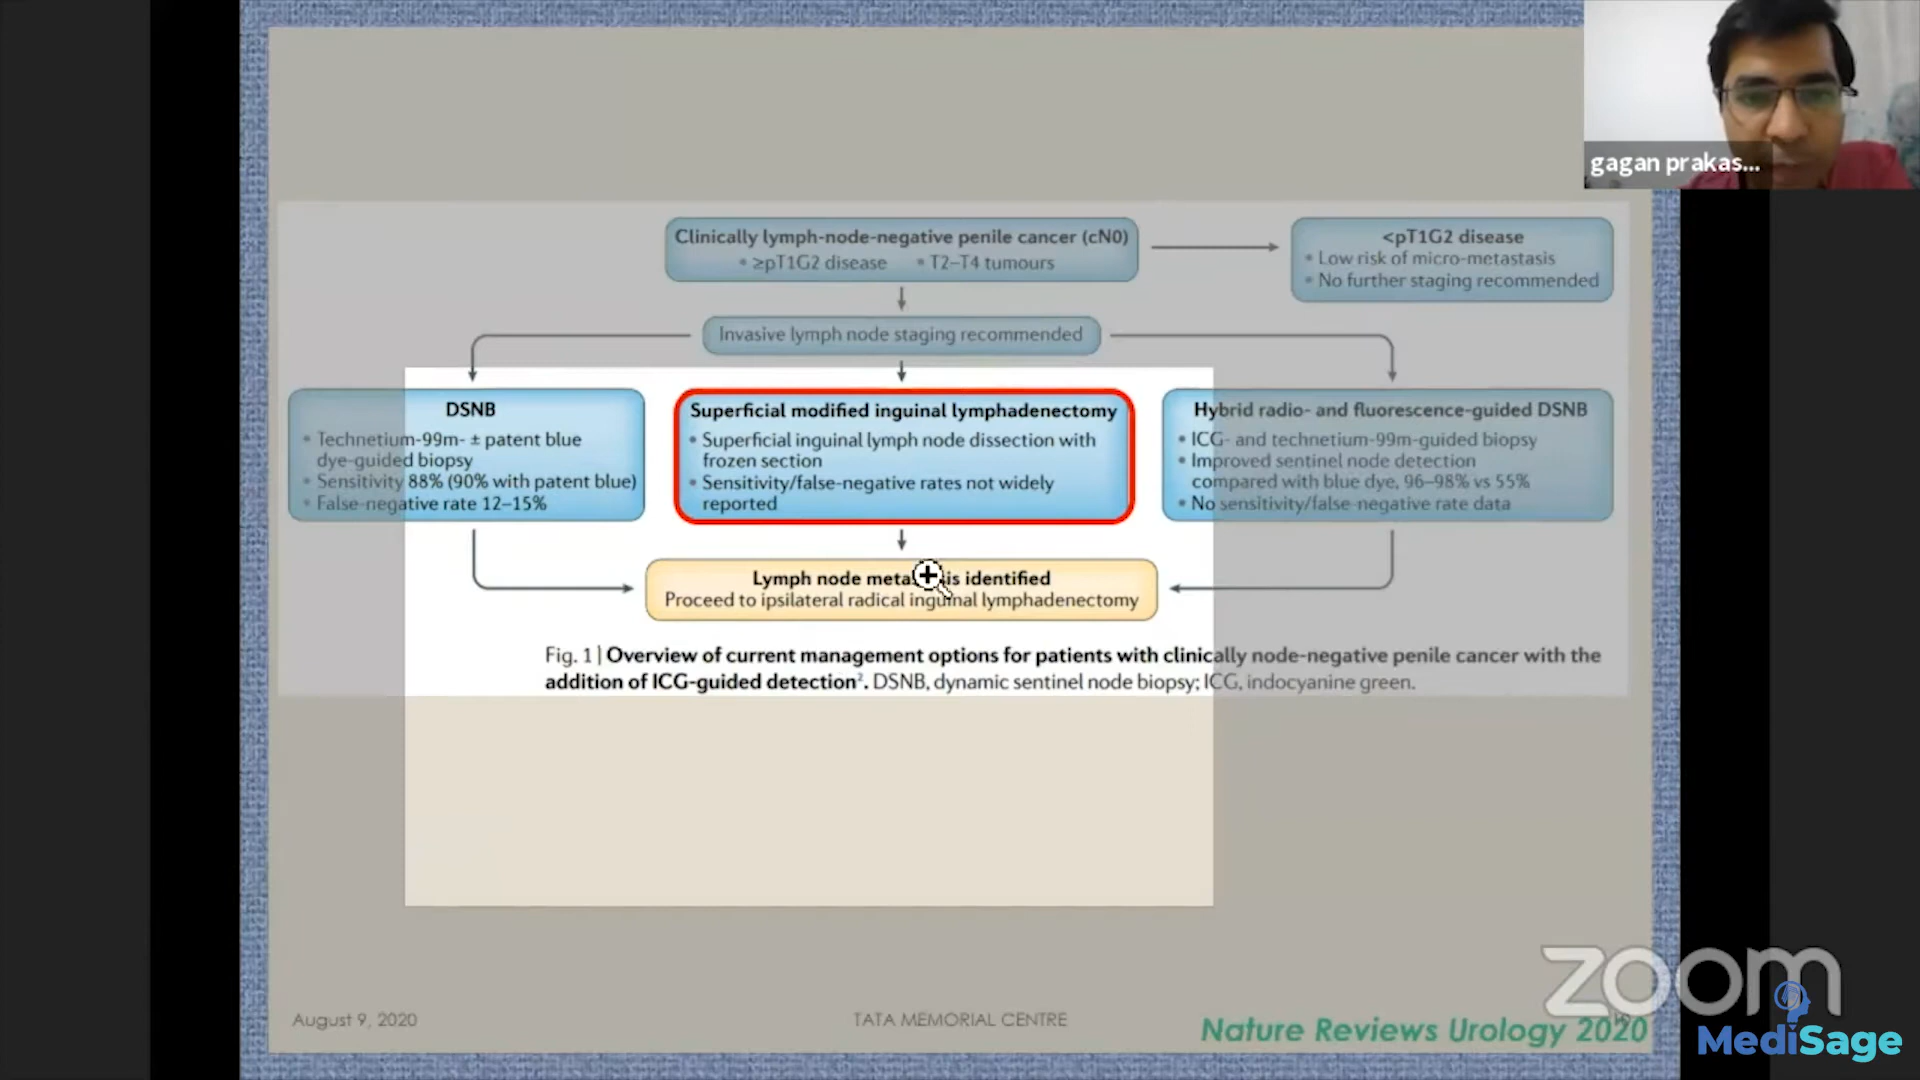 gagan prakas...
Clinically lymph-node-negative penile cancer (cN0)
• ≥pT1G2 disease • T2–T4 tumours
<pT1G2 disease
• Low risk of micro-metastasis
• No further staging recommended
Invasive lymph node staging recommended
DSNB
• Technetium-99m- ± patent blue
dye-guided biopsy
• Sensitivity 88% (90% with patent blue)
• False-negative rate 12–15%
Superficial modified inguinal lymphadenectomy
• Superficial inguinal lymph node dissection with
frozen section
• Sensitivity/false-negative rates not widely
reported
Hybrid radio- and fluorescence-guided DSNB
• ICG- and technetium-99m-guided biopsy
• Improved sentinel node detection
compared with blue dye, 96–98% vs 55%
• No sensitivity/false-negative rate data
Lymph node is identified
Proceed to ipsilateral radical inguinal lymphadenectomy
Fig. 1 | Overview of current management options for patients with clinically node-negative penile cancer with the
addition of ICG-guided detection². DSNB, dynamic sentinel node biopsy; ICG, indocyanine green.
August 9, 2020
TATA MEMORIAL CENTRE
Nature Reviews Urology 2020
zoom
MediSage